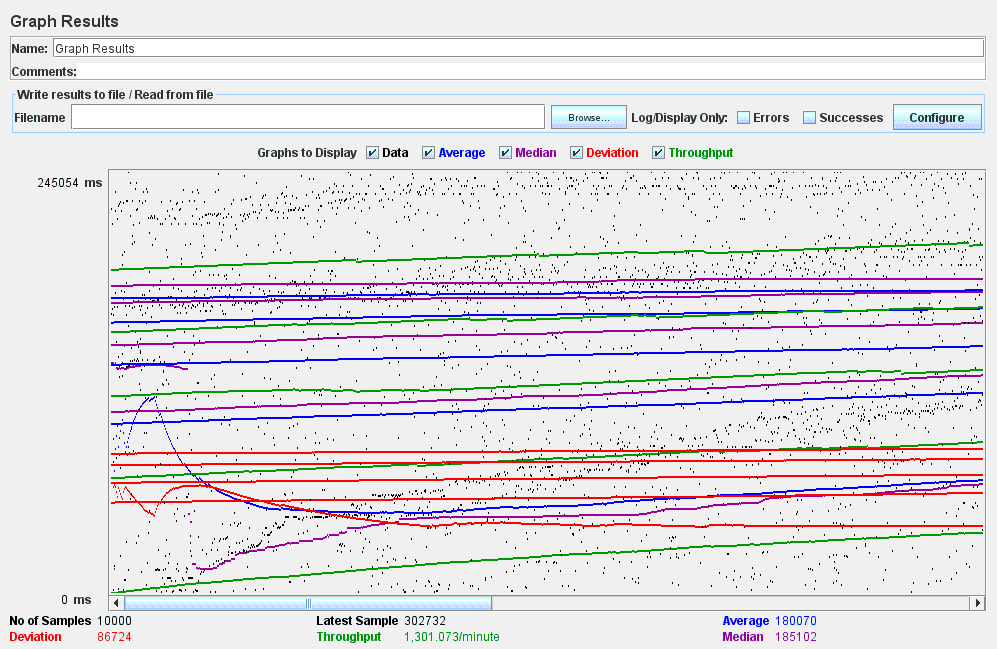 Graph Results
Name: Graph Results
Comments:
Write results to file / Read from file
Filename Browse... Log/Display Only: Errors Successes Configure
Graphs to Display Data Average Median Deviation Throughput
245054 ms
0 ms
No of Samples 10000 Latest Sample 302732 Average 180070
Deviation 86724 Throughput 1,301.073/minute Median 185102